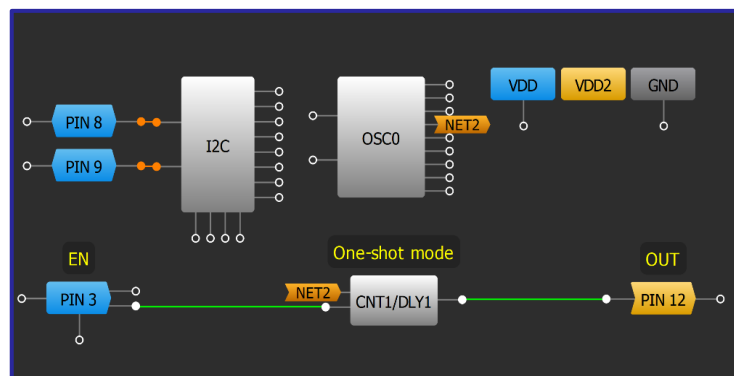 PIN 8
I2C
OSC0
NET2
VDD
VDD2
GND
PIN 9
EN
One-shot mode
OUT
PIN 3
NET2
CNT1/DLY1
PIN 12